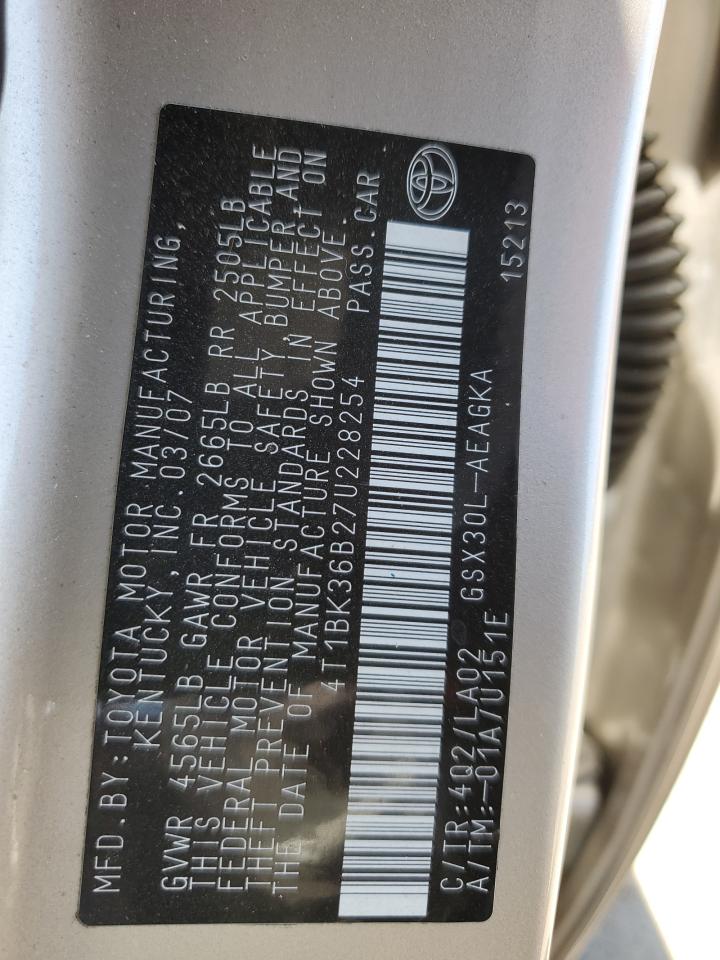 MFD.BY:TOYOTA MOTOR MANUFACTURING,
KENTUCKY,INC.03/07
GVWR 4565LB GAWR FR 2665LB RR 2505LB
THIS VEHICLE CONFORMS TO ALL APPLICABLE
FEDERAL MOTOR VEHICLE SAFETY BUMPER AND
THEFT PREVENTION STANDARDS IN EFFECT ON
THE DATE OF MANUFACTURE SHOWN ABOVE.
4T1BK36B27U228254 PASS.CAR
C/TR:4Q2/LA02 GSX30L-AEAGKA 15213
A/TM:-01A/U151E